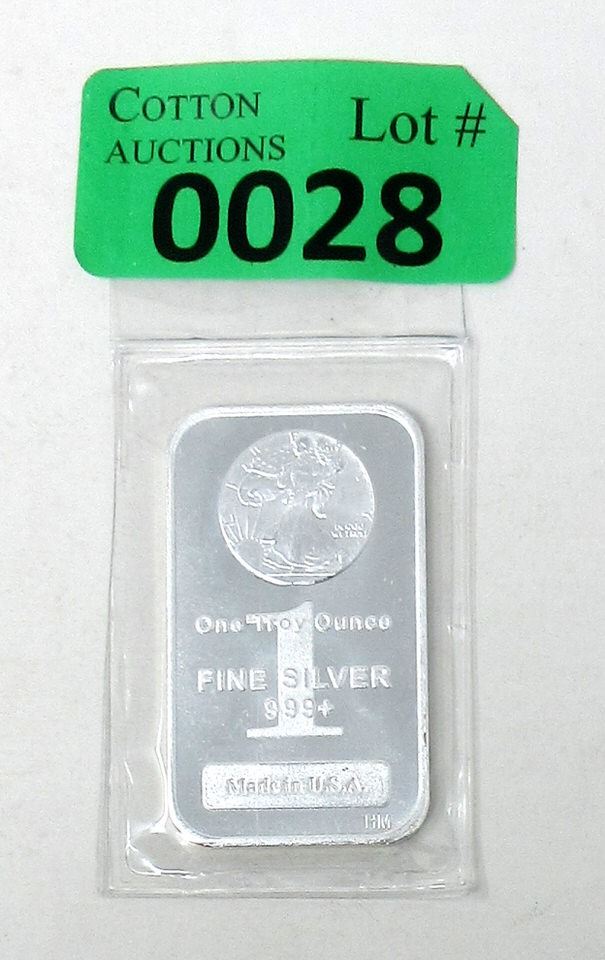 COTTON
AUCTIONS
Lot #
0028
One Troy Ounce
1
FINE SILVER
999+
Made in U.S.A.
HM